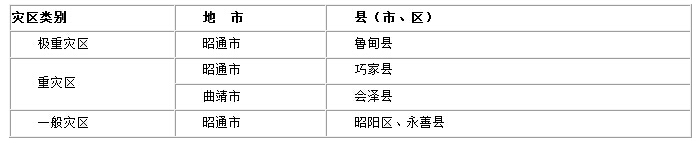 灾区类别 地 市 县（市、区）
极重灾区 昭通市 鲁甸县
重灾区 昭通市 巧家县
曲靖市 会泽县
一般灾区 昭通市 昭阳区、永善县